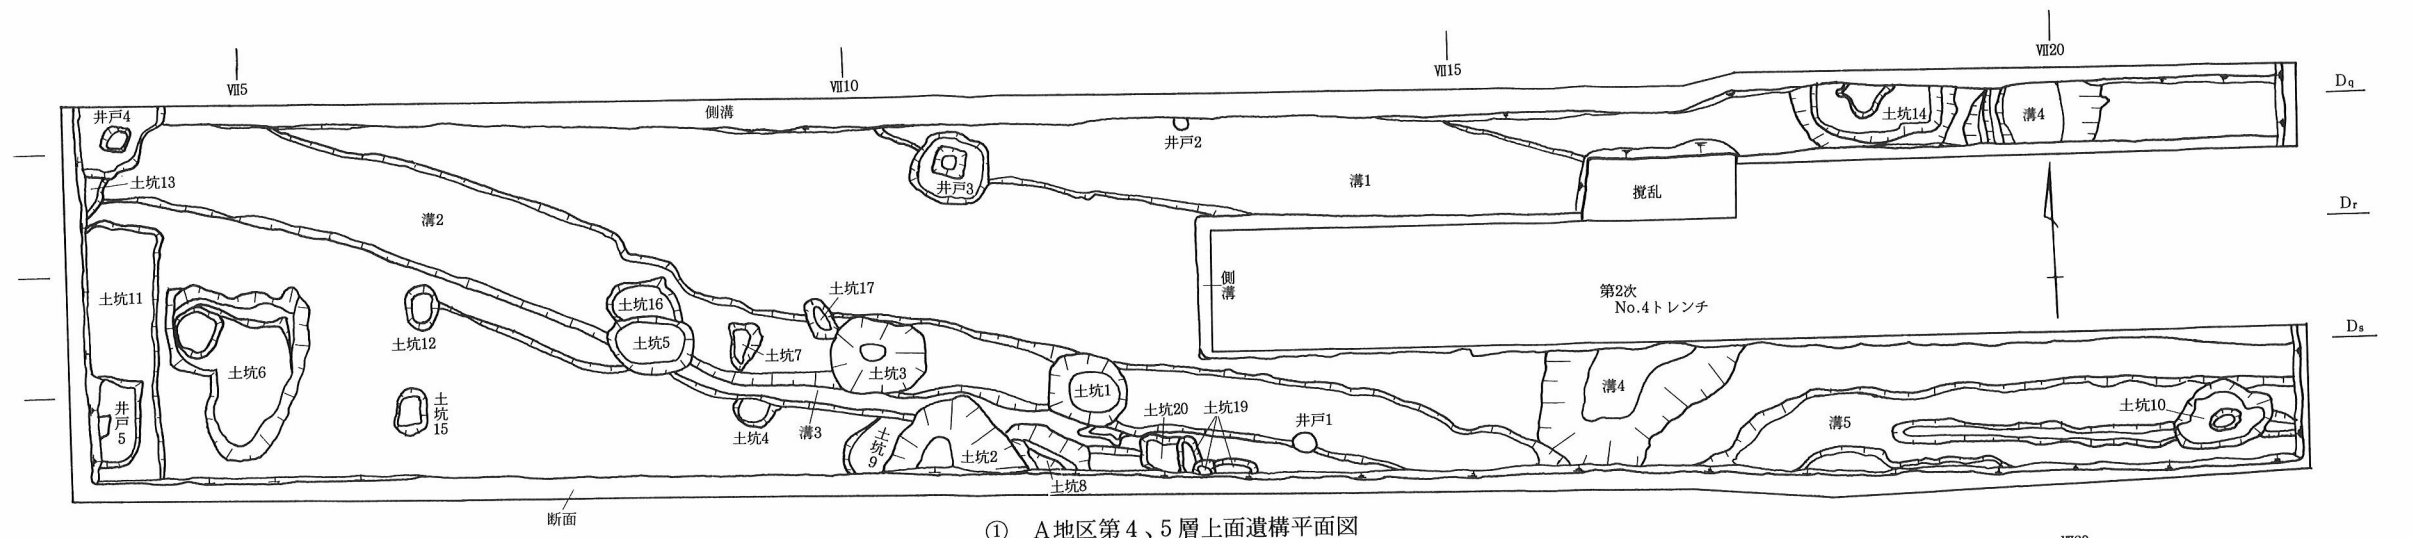 Ⅶ5
Ⅶ10
Ⅶ15
Ⅶ20
Dq
Dr
Ds
井戸4
側溝
井戸2
土坑14
溝4
土坑13
井戸3
溝1
撹乱
溝2
側溝
第2次
No.4トレンチ
土坑11
土坑16
土坑17
土坑12
土坑5
土坑7
土坑6
土坑3
溝4
土坑1
井戸5
土坑15
土坑4
溝3
土坑9
土坑2
土坑20
土坑19
井戸1
溝5
土坑10
土坑8
断面
① A地区第4、5層上面遺構平面図